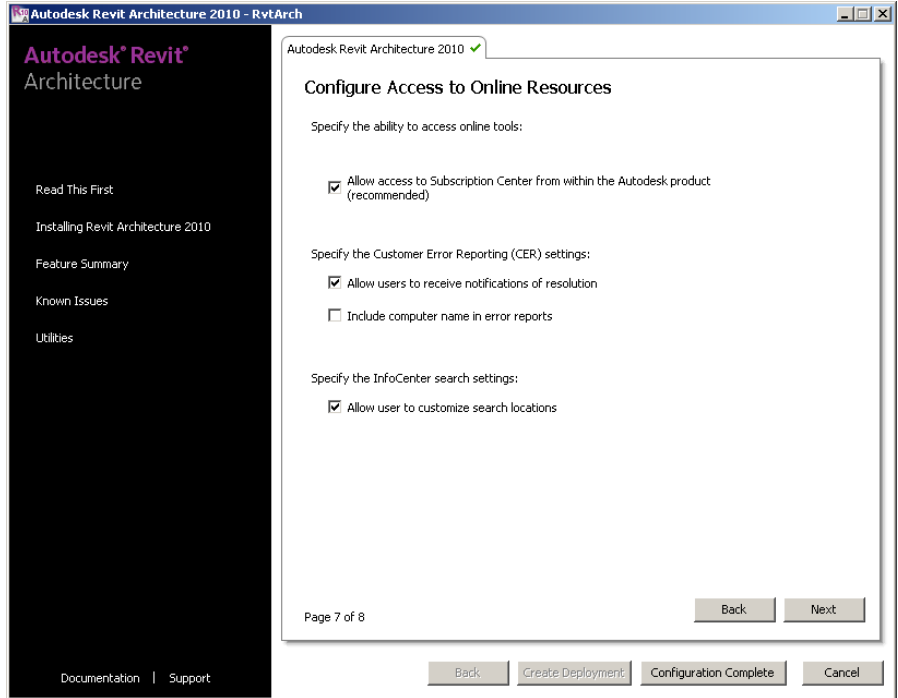 Autodesk Revit Architecture 2010 - RvtArch
Autodesk® Revit®
Architecture
Read This First
Installing Revit Architecture 2010
Feature Summary
Known Issues
Utilities
Documentation | Support
Autodesk Revit Architecture 2010
Configure Access to Online Resources
Specify the ability to access online tools:
Allow access to Subscription Center from within the Autodesk product
(recommended)
Specify the Customer Error Reporting (CER) settings:
Allow users to receive notifications of resolution
Include computer name in error reports
Specify the InfoCenter search settings:
Allow user to customize search locations
Page 7 of 8
Back Next
Back Create Deployment Configuration Complete Cancel